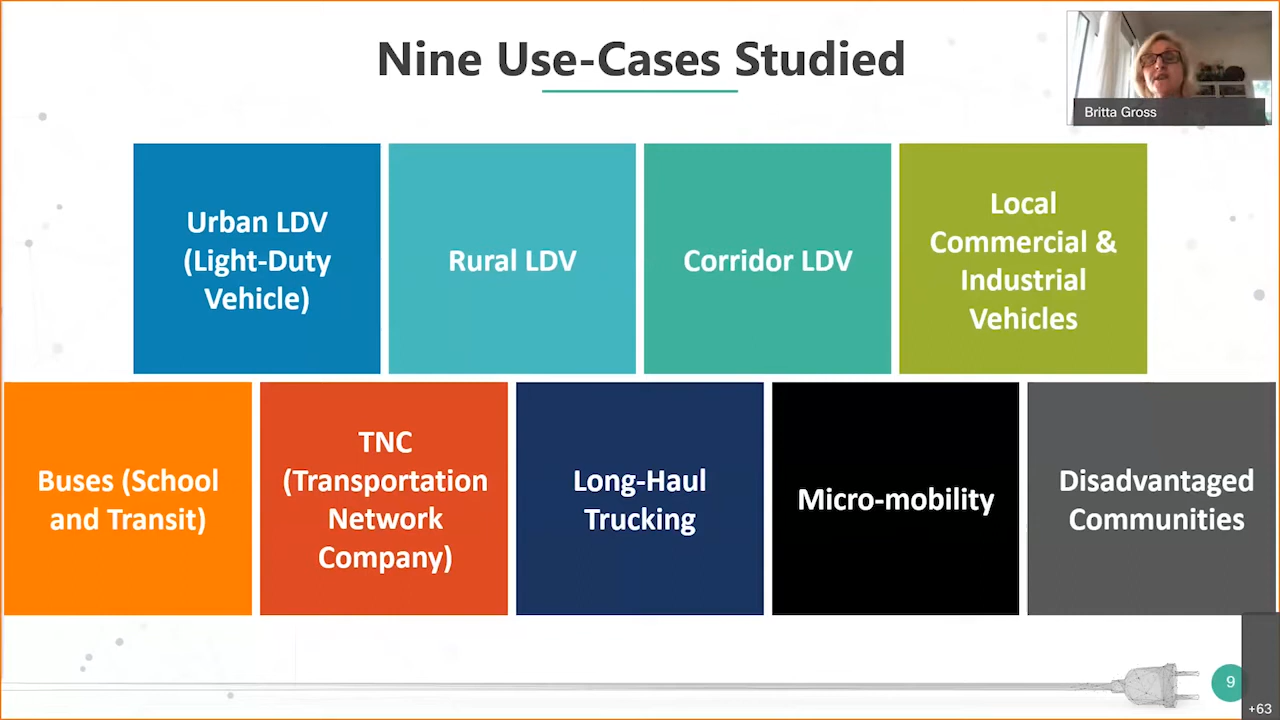 Nine Use-Cases Studied
Britta Gross
Urban LDV
(Light-Duty
Vehicle)
Rural LDV
Corridor LDV
Local
Commercial &
Industrial
Vehicles
Buses (School
and Transit)
TNC
(Transportation
Network
Company)
Long-Haul
Trucking
Micro-mobility
Disadvantaged
Communities
9
+63